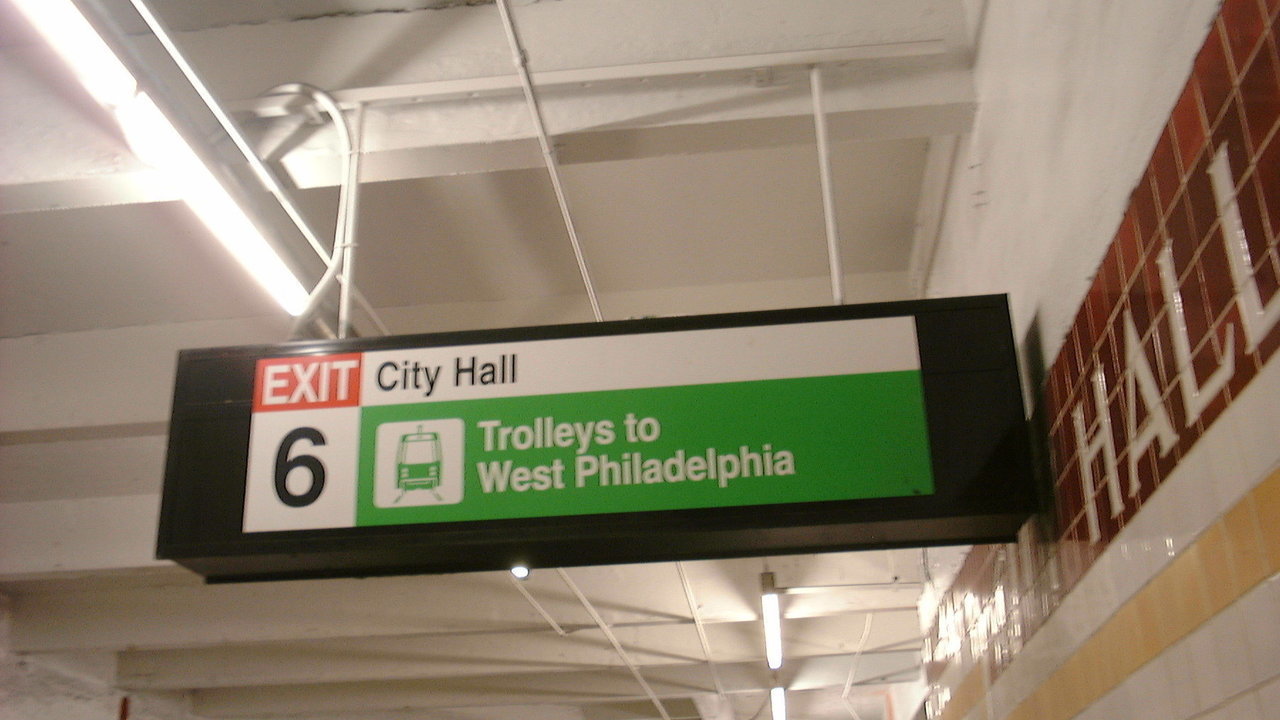 EXIT City Hall
6
Trolleys to
West Philadelphia
HALL